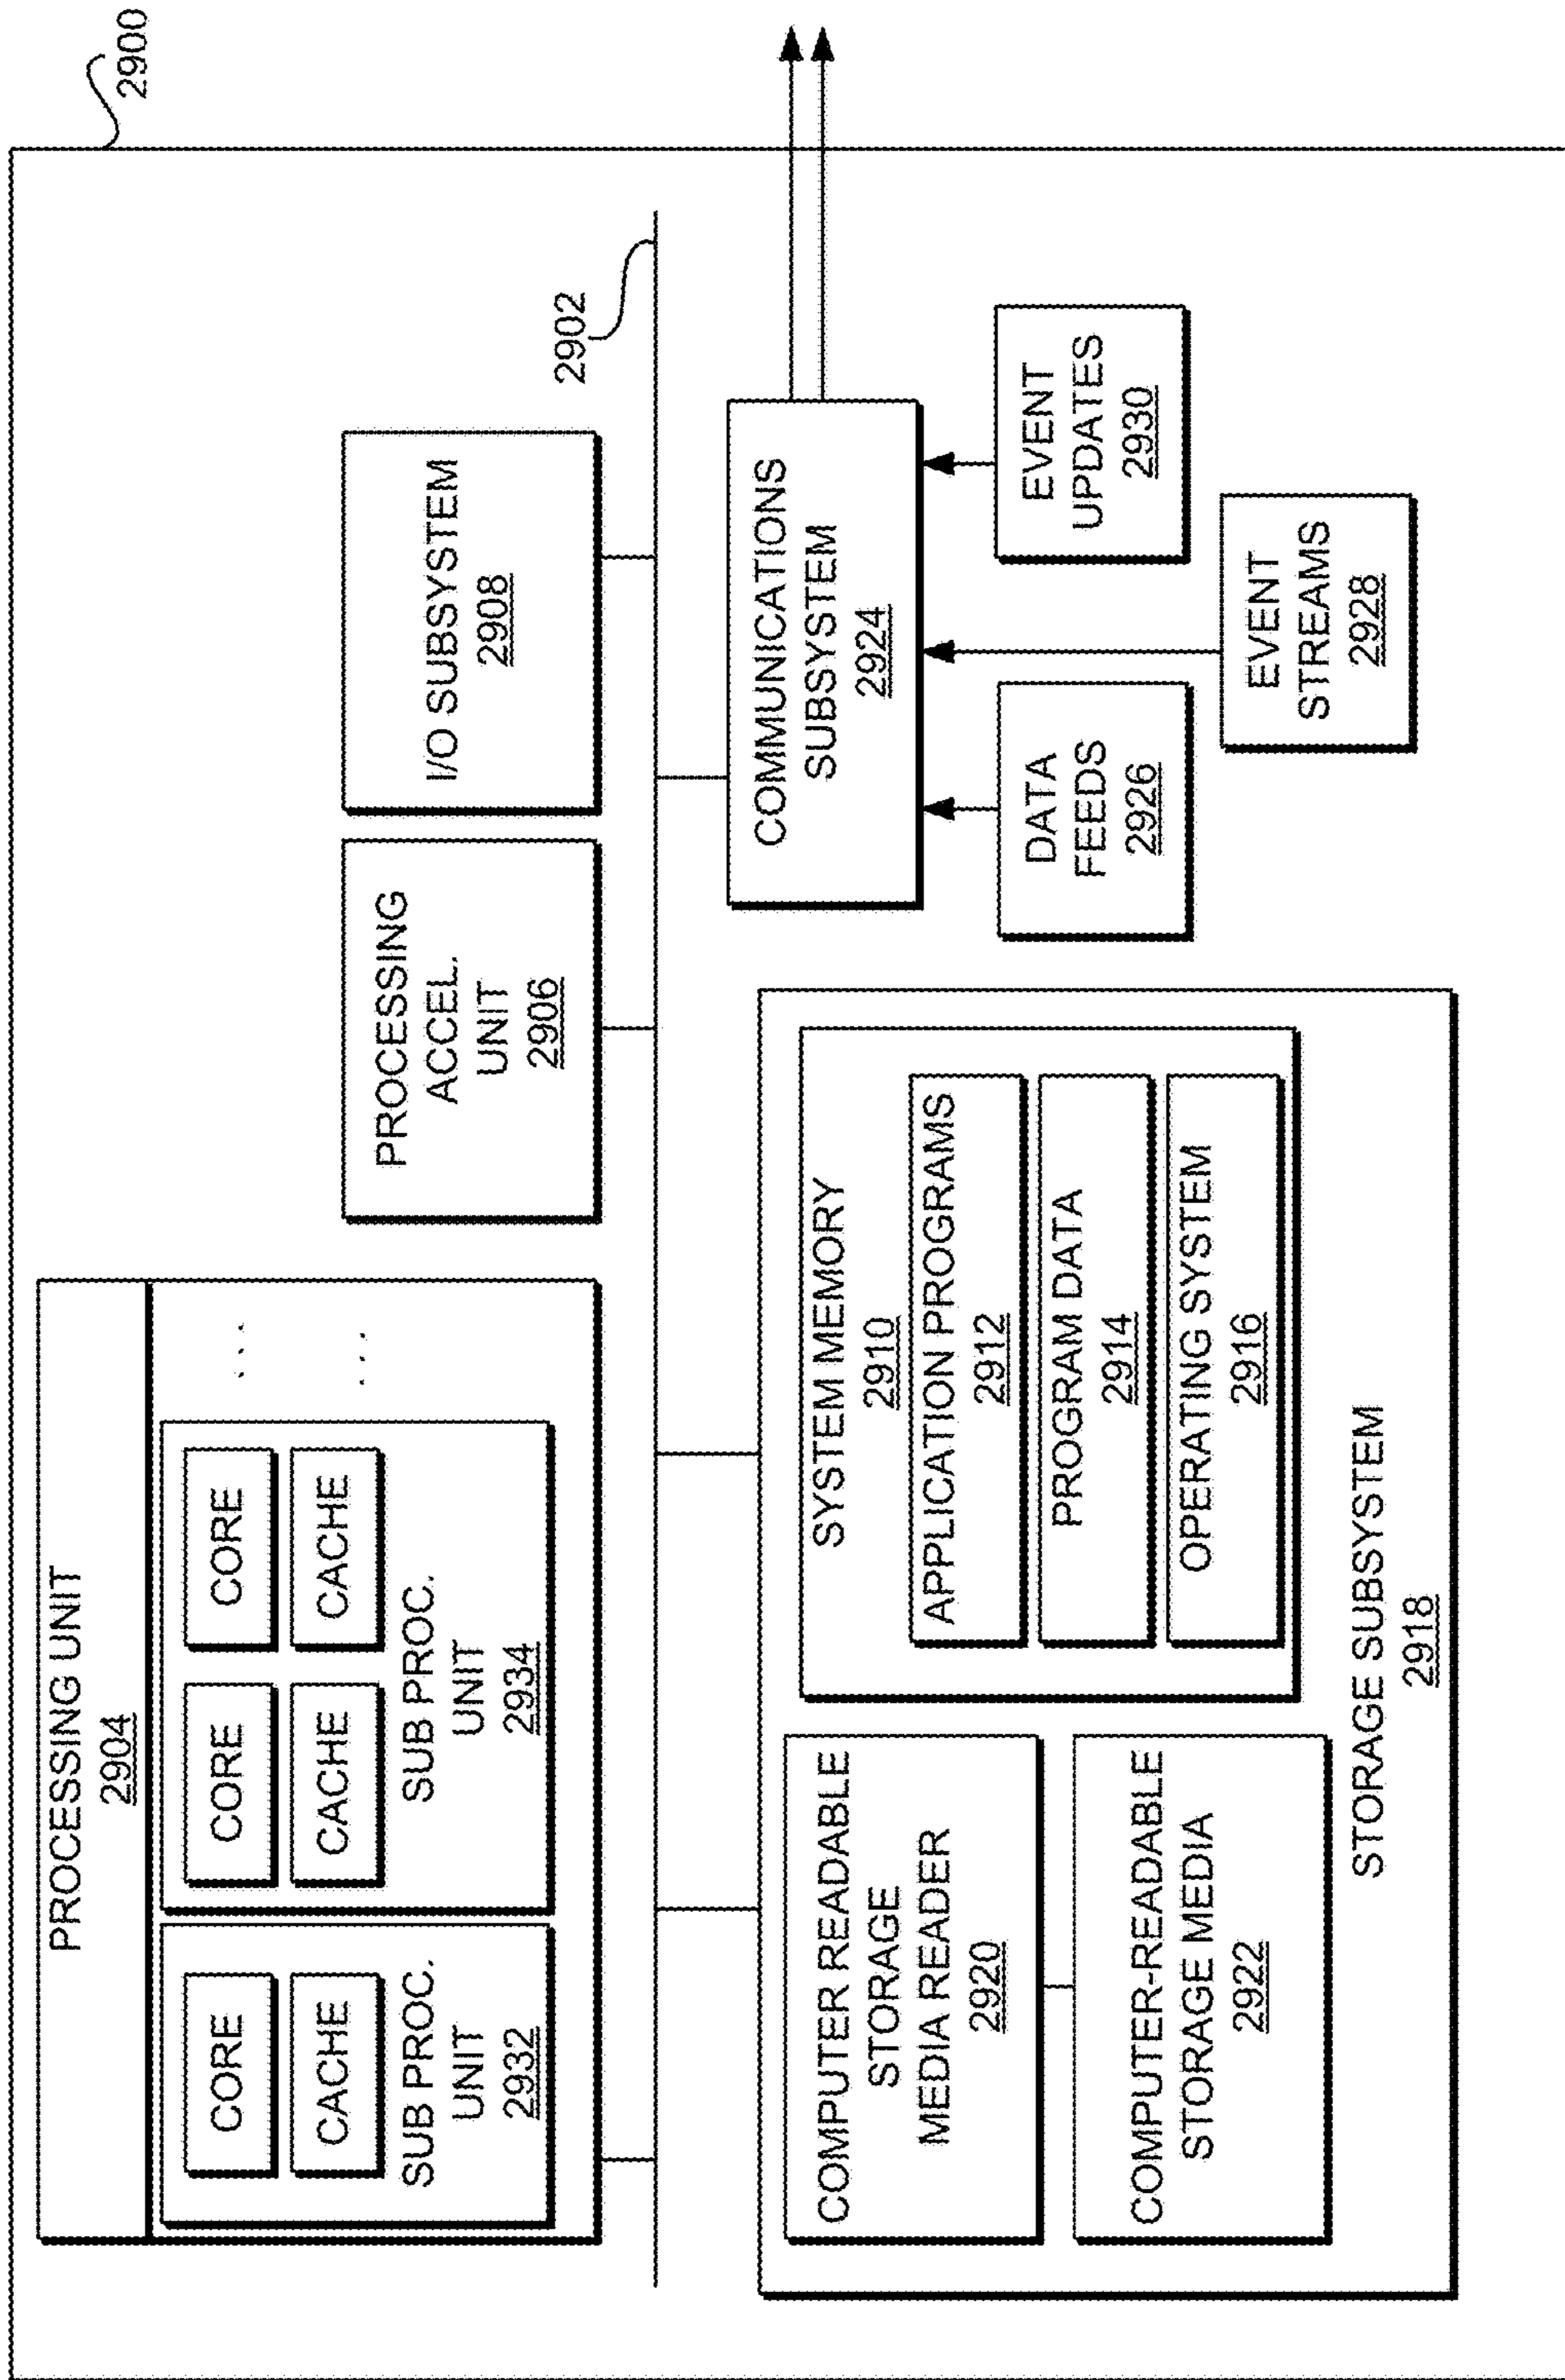 2900
PROCESSING UNIT
2904
CORE
CORE
CORE
CACHE
CACHE
CACHE
SUB PROC.
UNIT
2932
SUB PROC.
UNIT
2934
. . .
. . .
PROCESSING
ACCEL.
UNIT
2906
I/O SUBSYSTEM
2908
2902
COMPUTER READABLE
STORAGE
MEDIA READER
2920
COMPUTER-READABLE
STORAGE MEDIA
2922
SYSTEM MEMORY
2910
APPLICATION PROGRAMS
2912
PROGRAM DATA
2914
OPERATING SYSTEM
2916
STORAGE SUBSYSTEM
2918
COMMUNICATIONS
SUBSYSTEM
2924
DATA
FEEDS
2926
EVENT
UPDATES
2930
EVENT
STREAMS
2928